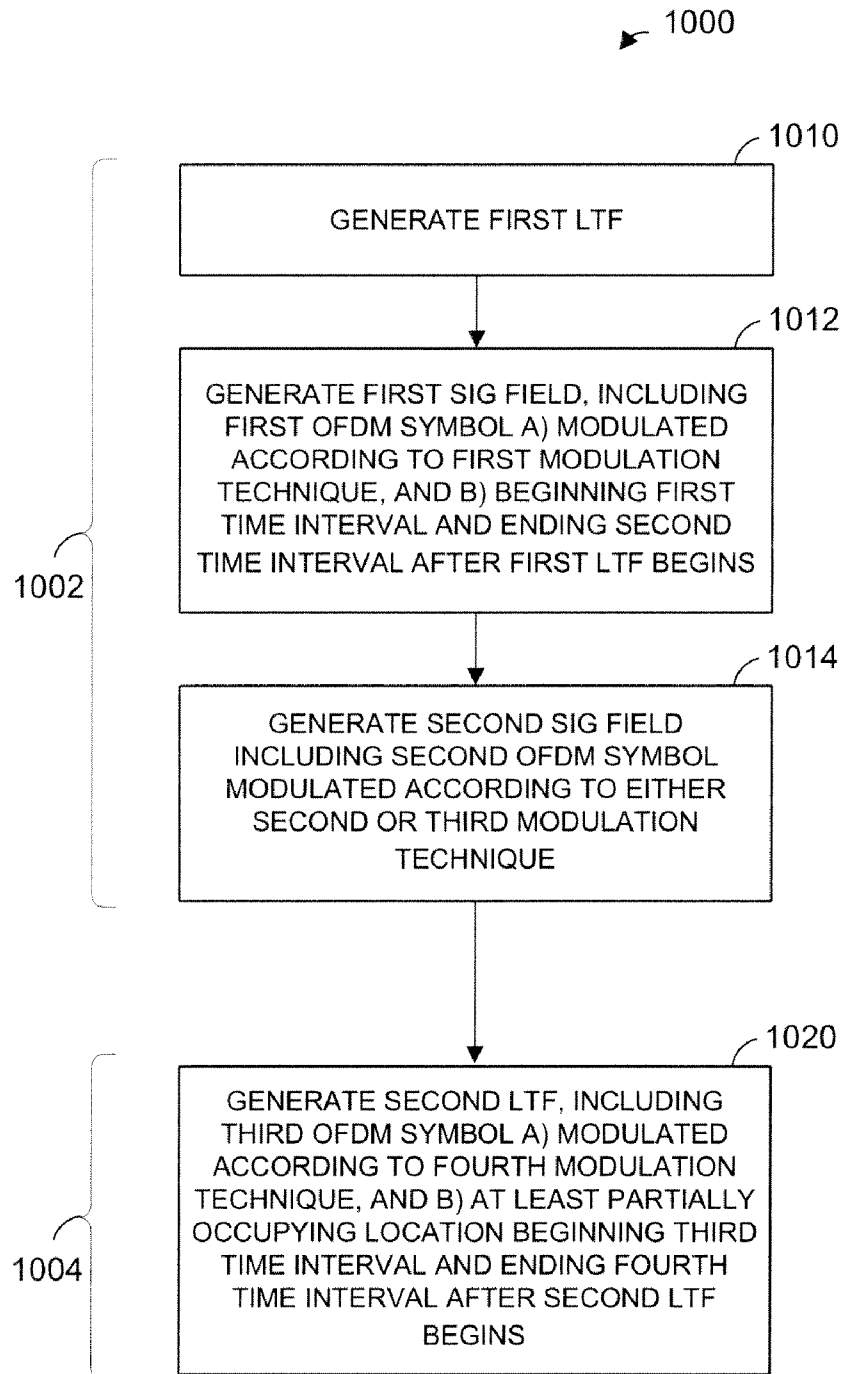 1000
1010
GENERATE FIRST LTF
1012
GENERATE FIRST SIG FIELD, INCLUDING
FIRST OFDM SYMBOL A) MODULATED
ACCORDING TO FIRST MODULATION
TECHNIQUE, AND B) BEGINNING FIRST
TIME INTERVAL AND ENDING SECOND
TIME INTERVAL AFTER FIRST LTF BEGINS
1002
1014
GENERATE SECOND SIG FIELD
INCLUDING SECOND OFDM SYMBOL
MODULATED ACCORDING TO EITHER
SECOND OR THIRD MODULATION
TECHNIQUE
1020
GENERATE SECOND LTF, INCLUDING
THIRD OFDM SYMBOL A) MODULATED
ACCORDING TO FOURTH MODULATION
TECHNIQUE, AND B) AT LEAST PARTIALLY
OCCUPYING LOCATION BEGINNING THIRD
TIME INTERVAL AND ENDING FOURTH
TIME INTERVAL AFTER SECOND LTF
BEGINS
1004